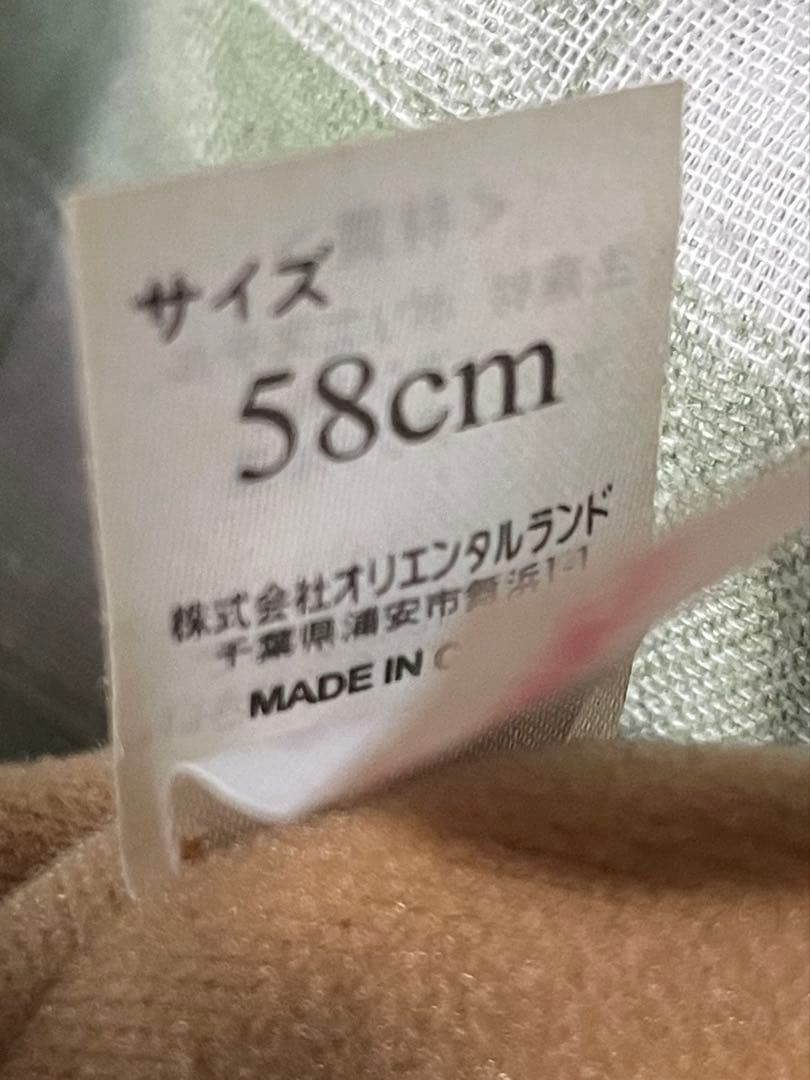 サイズ
58cm
株式会社オリエンタルランド
千葉県浦安市舞浜1-1
MADE IN C